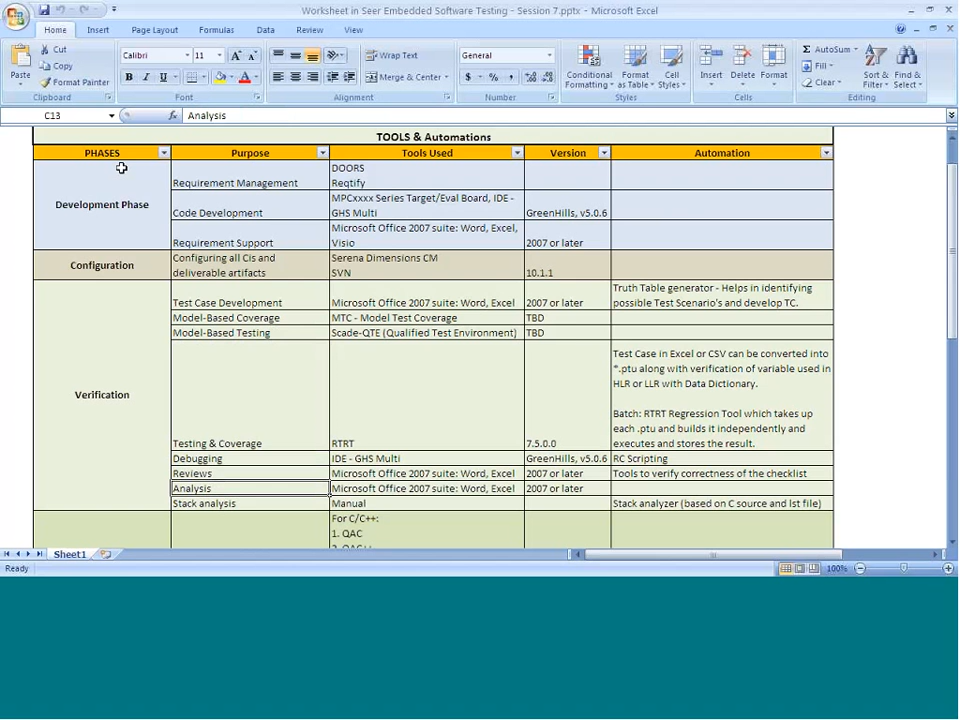 Worksheet in Seer Embedded Software Testing - Session 7.pptx - Microsoft Excel
Home Insert Page Layout Formulas Data Review View
Paste
Cut
Copy
Format Painter
Clipboard
Calibri 11
B I U
Font
Wrap Text
Merge & Center
Alignment
General
$ % ,
Number
Conditional Formatting
Format as Table
Cell Styles
Styles
Insert
Delete
Format
Cells
AutoSum
Fill
Clear
Sort & Filter
Find & Select
Editing
C13 fx Analysis
TOOLS & Automations
PHASES Purpose Tools Used Version Automation
Development Phase
Requirement Management
DOORS
Reqtify
Code Development
MPCxxxx Series Target/Eval Board, IDE -
GHS Multi
GreenHills, v5.0.6
Requirement Support
Microsoft Office 2007 suite: Word, Excel,
Visio
2007 or later
Configuration
Configuring all CIs and
deliverable artifacts
Serena Dimensions CM
SVN
10.1.1
Verification
Test Case Development
Microsoft Office 2007 suite: Word, Excel
2007 or later
Truth Table generator - Helps in identifying
possible Test Scenario's and develop TC.
Model-Based Coverage MTC - Model Test Coverage TBD
Model-Based Testing Scade-QTE (Qualified Test Environment) TBD
Testing & Coverage RTRT 7.5.0.0
Test Case in Excel or CSV can be converted into
*.ptu along with verification of variable used in
HLR or LLR with Data Dictionary.
Batch: RTRT Regression Tool which takes up
each .ptu and builds it independently and
executes and stores the result.
Debugging IDE - GHS Multi GreenHills, v5.0.6 RC Scripting
Reviews Microsoft Office 2007 suite: Word, Excel 2007 or later Tools to verify correctness of the checklist
Analysis Microsoft Office 2007 suite: Word, Excel 2007 or later
Stack analysis Manual Stack analyzer (based on C source and lst file)
For C/C++:
1. QAC
Sheet1
Ready 100%